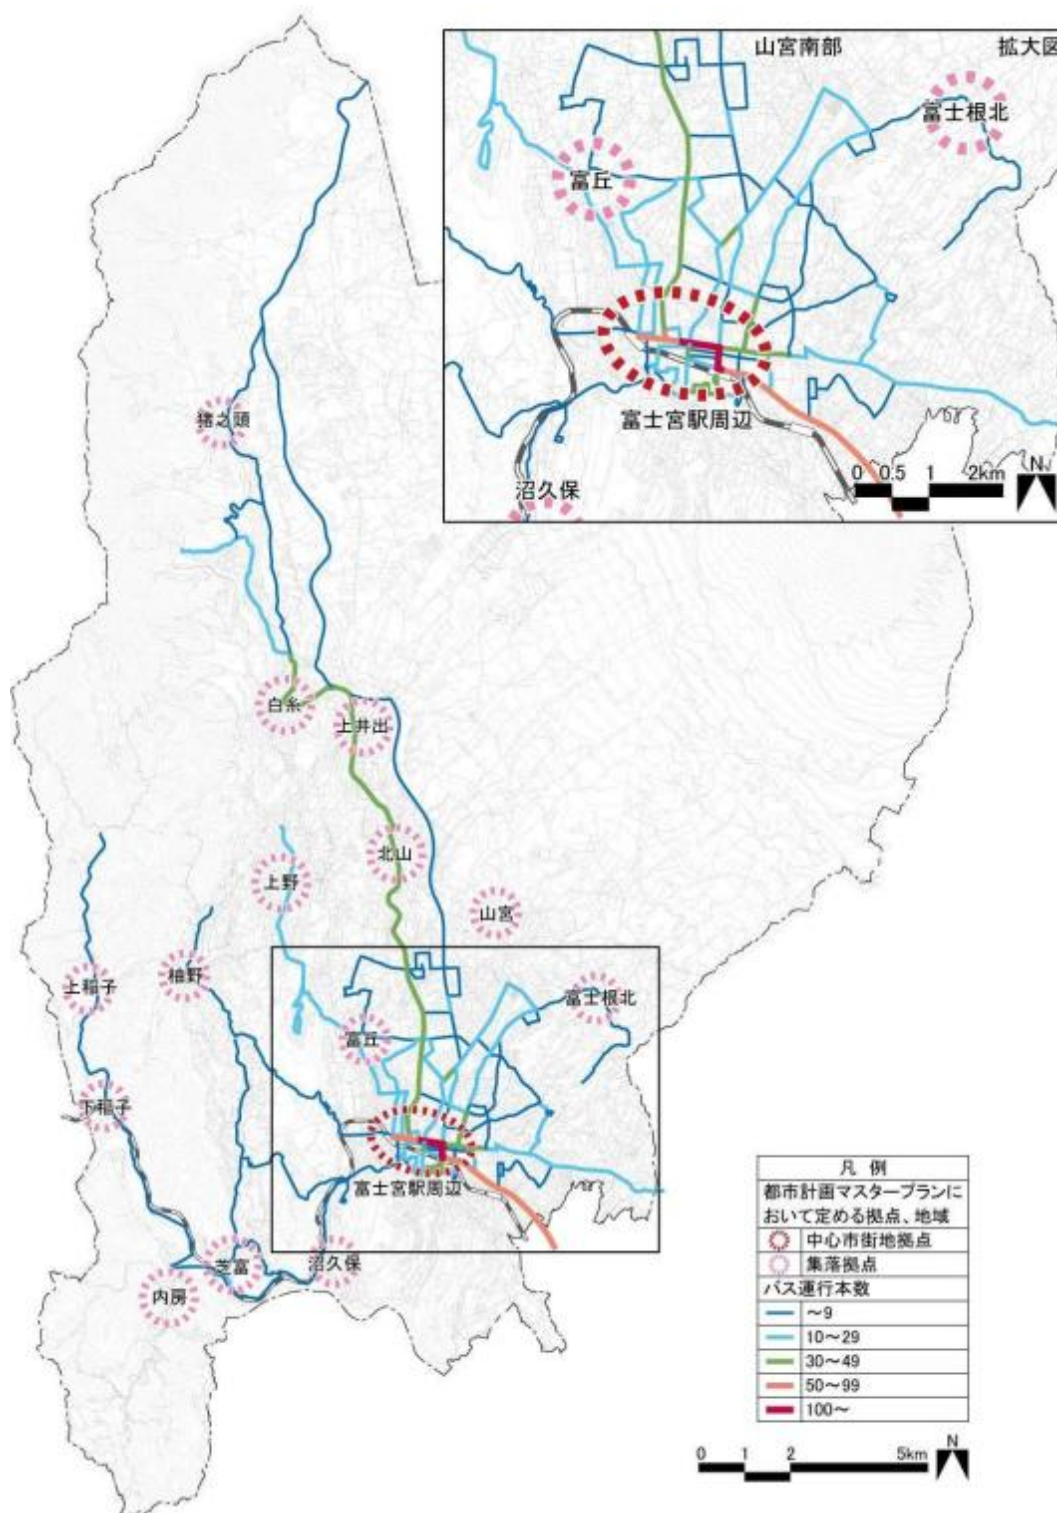 山宮南部
拡大図
富士根北
富丘
富士宮駅周辺
沼久保
0 0.5 1 2km
N
猪之頭
白糸
上井出
北山
上野
山宮
上稲子
柚野
富士根北
富丘
下稲子
富士宮駅周辺
芝富
沼久保
内房
凡 例
都市計画マスタープランに
おいて定める拠点、地域
中心市街地拠点
集落拠点
バス運行本数
～9
10～29
30～49
50～99
100～
0 1 2 5km
N